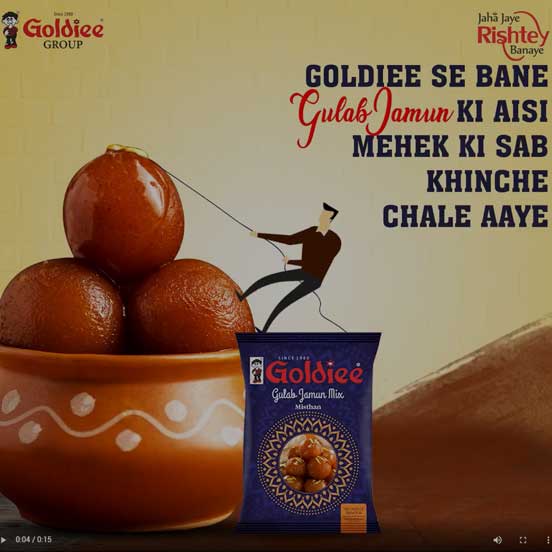 Since 1980
Goldiee
GROUP
Jahā Jaye
Rishtey
Banaye
GOLDIEE SE BANE
Gulab Jamun KI AISI
MEHEK KI SAB
KHINCHE
CHALE AAYE
SINCE 1980
Goldiee
Gulab Jamun Mix
Misthan
0:04 / 0:15